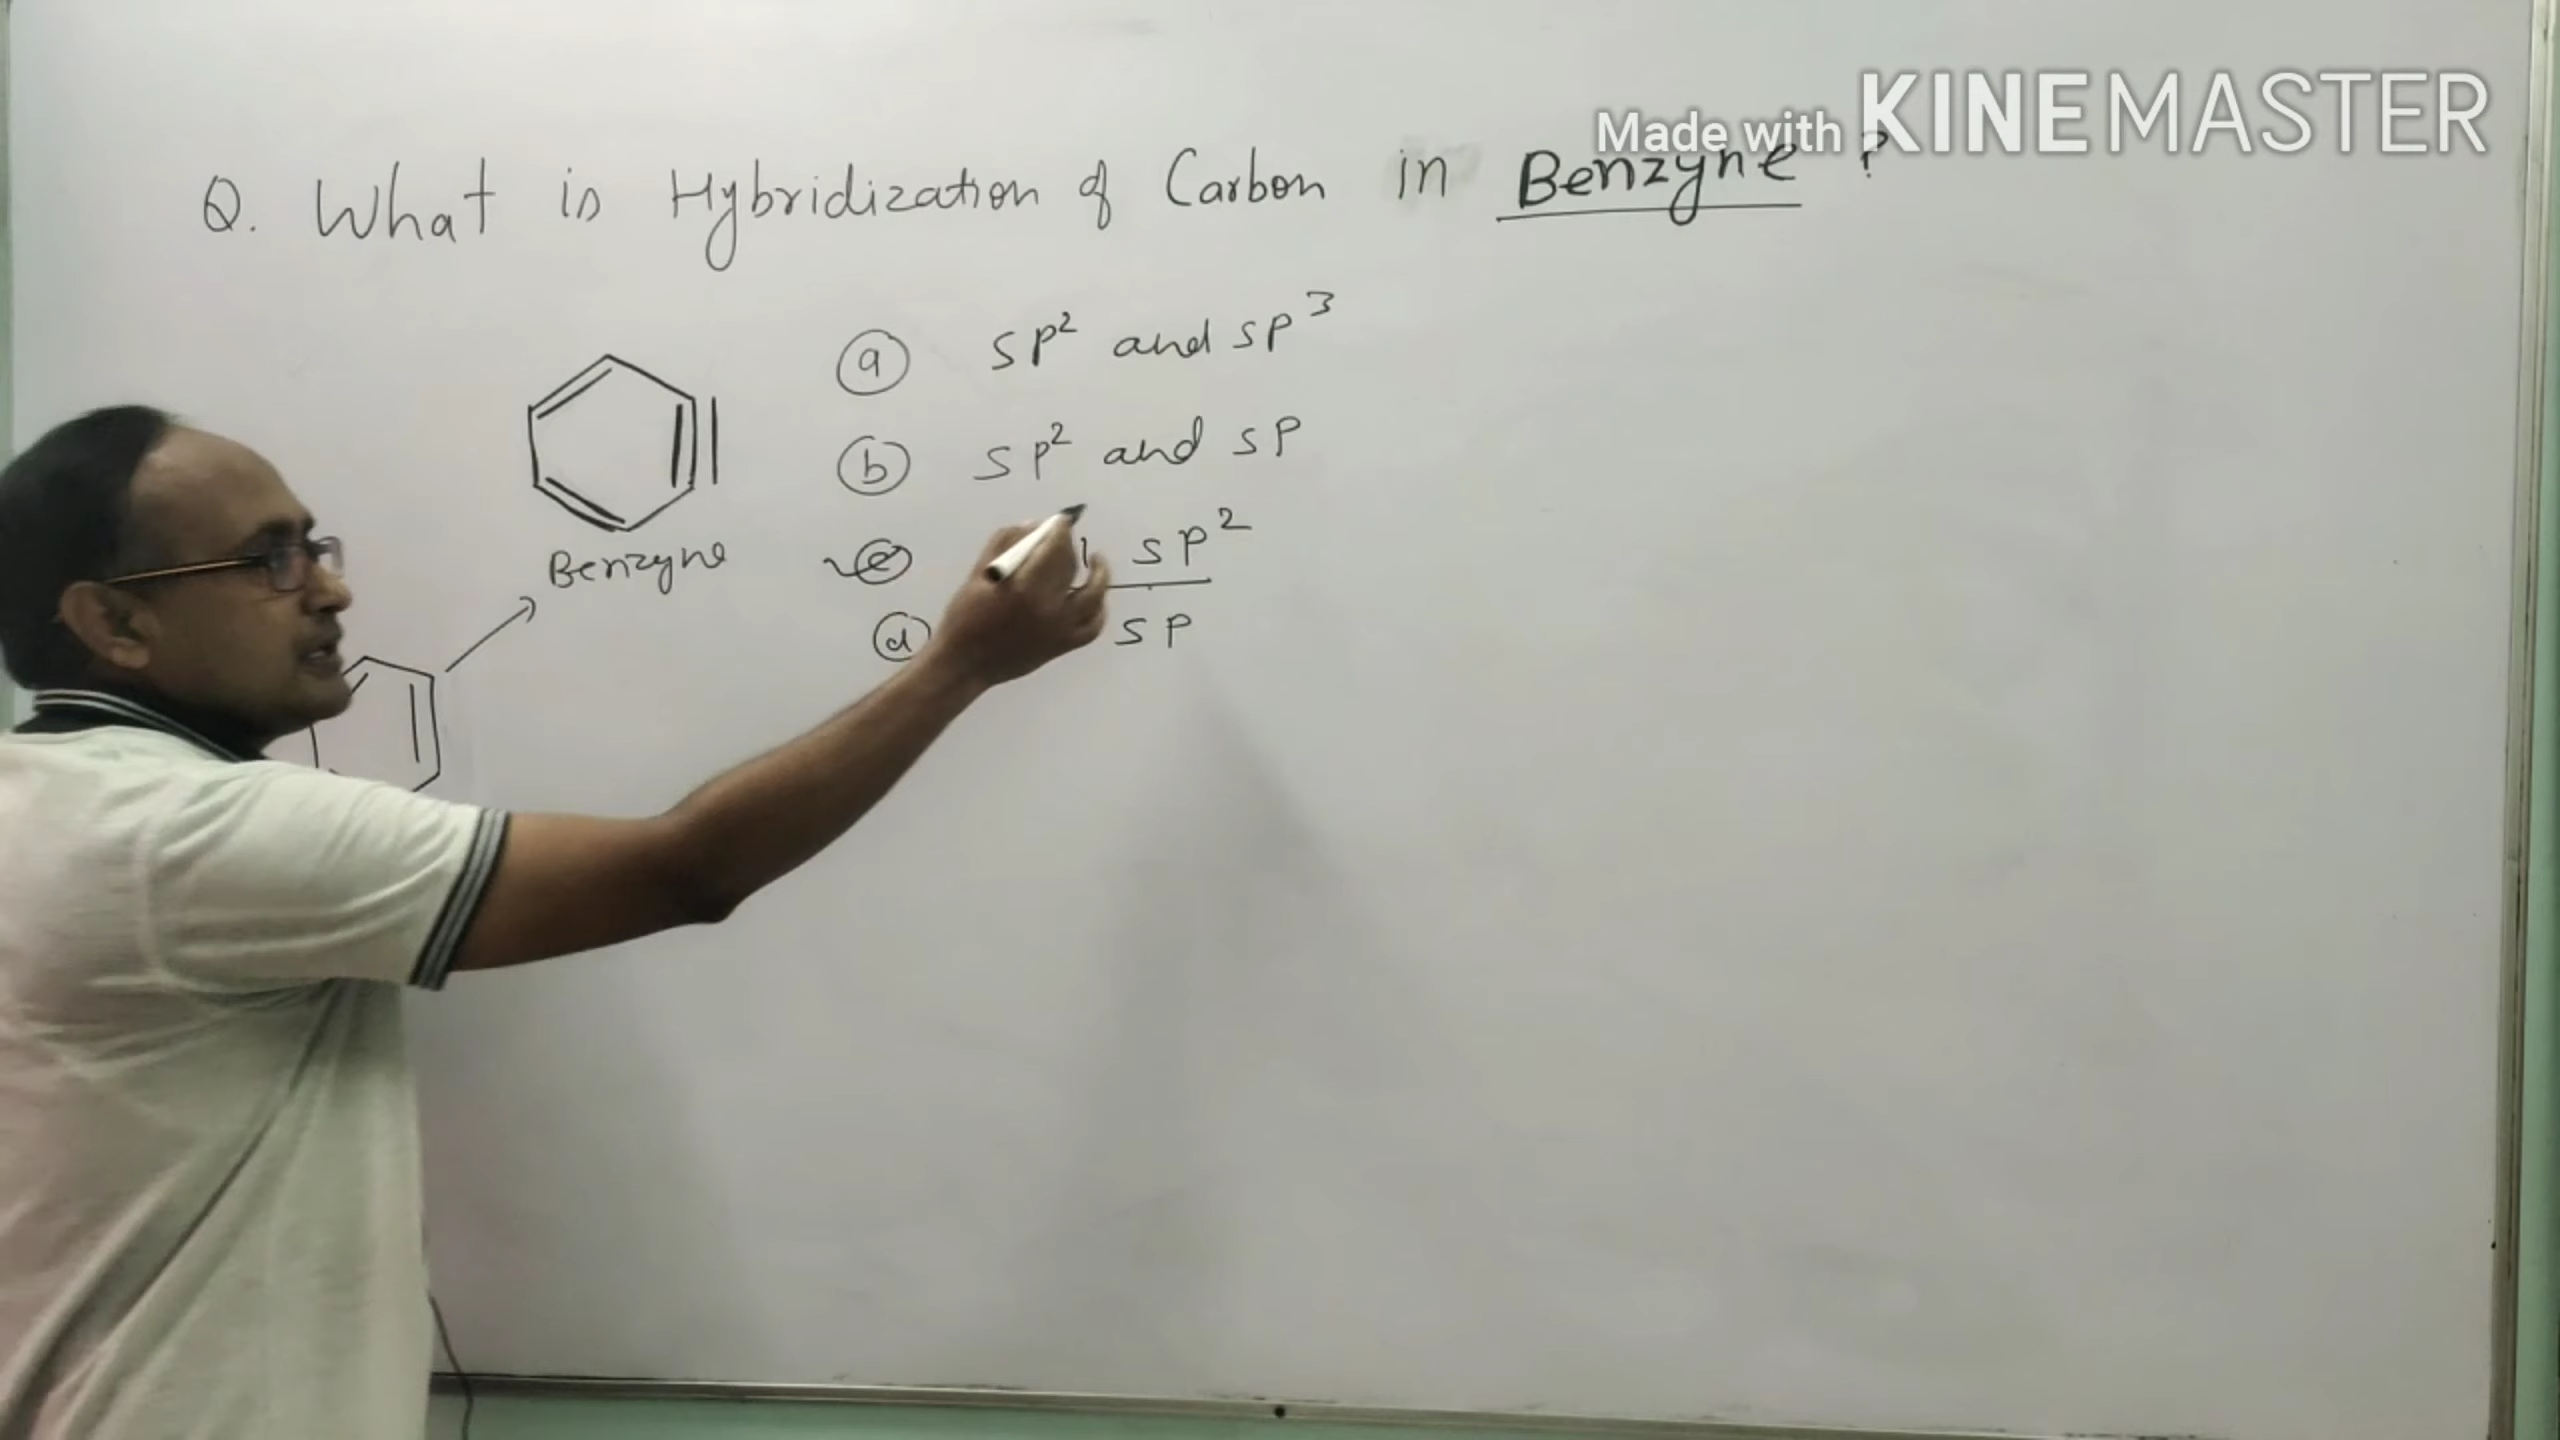 Made with KINEMASTER
Q. What is Hybridization of Carbon in Benzyne ?
a sp² and sp³
b sp² and sp
c sp²
d sp
Benzyne